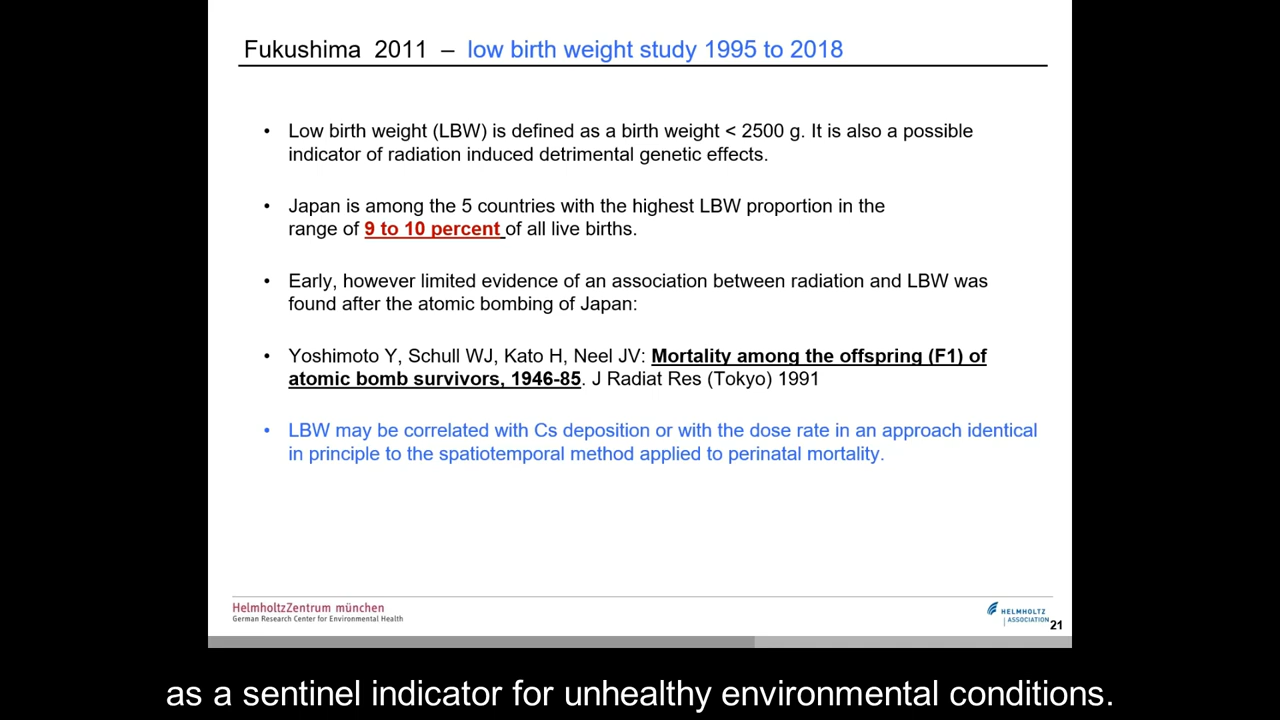 Fukushima 2011 – low birth weight study 1995 to 2018
• Low birth weight (LBW) is defined as a birth weight < 2500 g. It is also a possible
indicator of radiation induced detrimental genetic effects.
• Japan is among the 5 countries with the highest LBW proportion in the
range of 9 to 10 percent of all live births.
• Early, however limited evidence of an association between radiation and LBW was
found after the atomic bombing of Japan:
• Yoshimoto Y, Schull WJ, Kato H, Neel JV: Mortality among the offspring (F1) of
atomic bomb survivors, 1946-85. J Radiat Res (Tokyo) 1991
• LBW may be correlated with Cs deposition or with the dose rate in an approach identical
in principle to the spatiotemporal method applied to perinatal mortality.
HelmholtzZentrum münchen
German Research Center for Environmental Health
HELMHOLTZ
| ASSOCIATION
21
as a sentinel indicator for unhealthy environmental conditions.